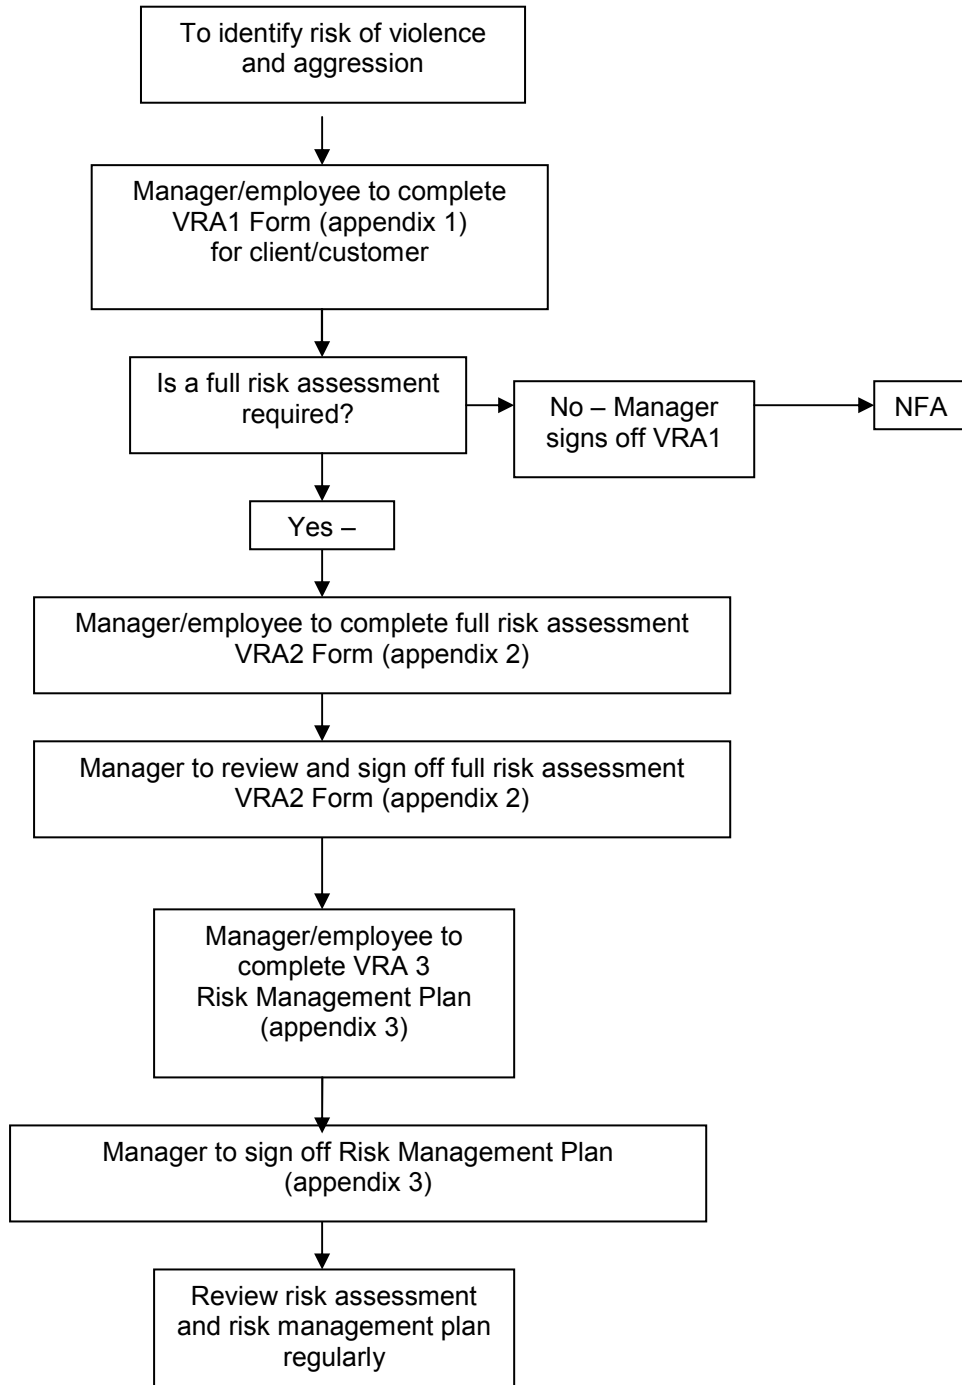 To identify risk of violence
and aggression
Manager/employee to complete
VRA1 Form (appendix 1)
for client/customer
Is a full risk assessment
required?
No – Manager
signs off VRA1
NFA
Yes –
Manager/employee to complete full risk assessment
VRA2 Form (appendix 2)
Manager to review and sign off full risk assessment
VRA2 Form (appendix 2)
Manager/employee to
complete VRA 3
Risk Management Plan
(appendix 3)
Manager to sign off Risk Management Plan
(appendix 3)
Review risk assessment
and risk management plan
regularly